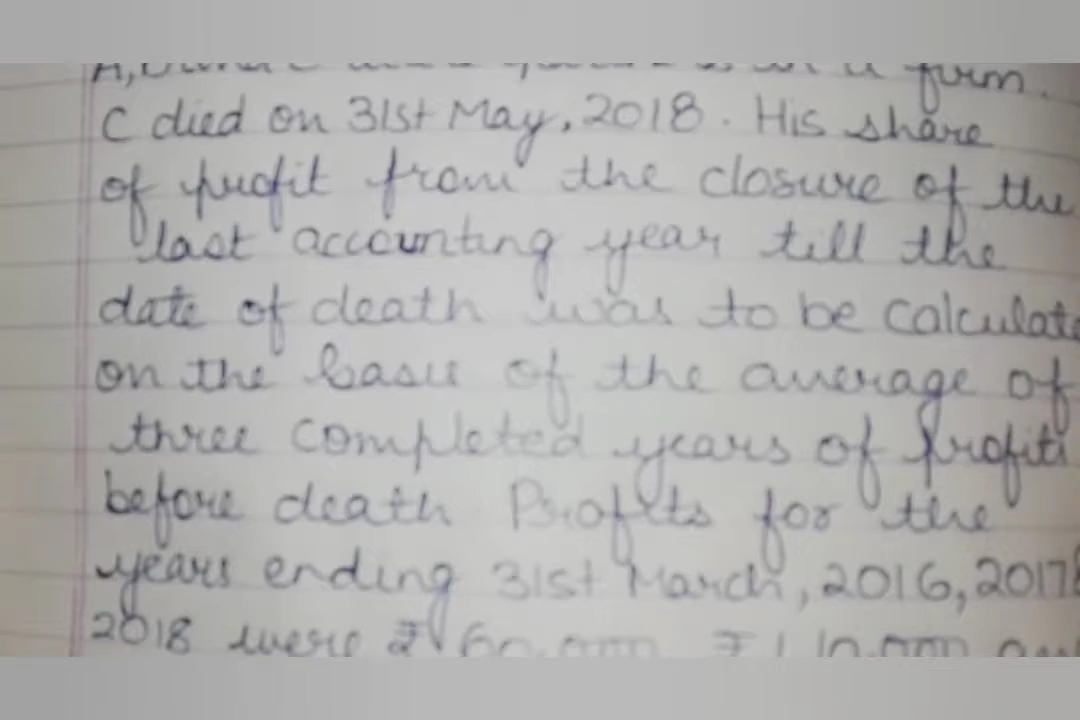 firm.
C died on 31st May, 2018. His share
of profit from the closure of the
last accounting year till the
date of death was to be calculate
on the basis of the average of
three completed years of profit
before death Profits for the
years ending 31st March, 2016, 2017
2018 were ₹